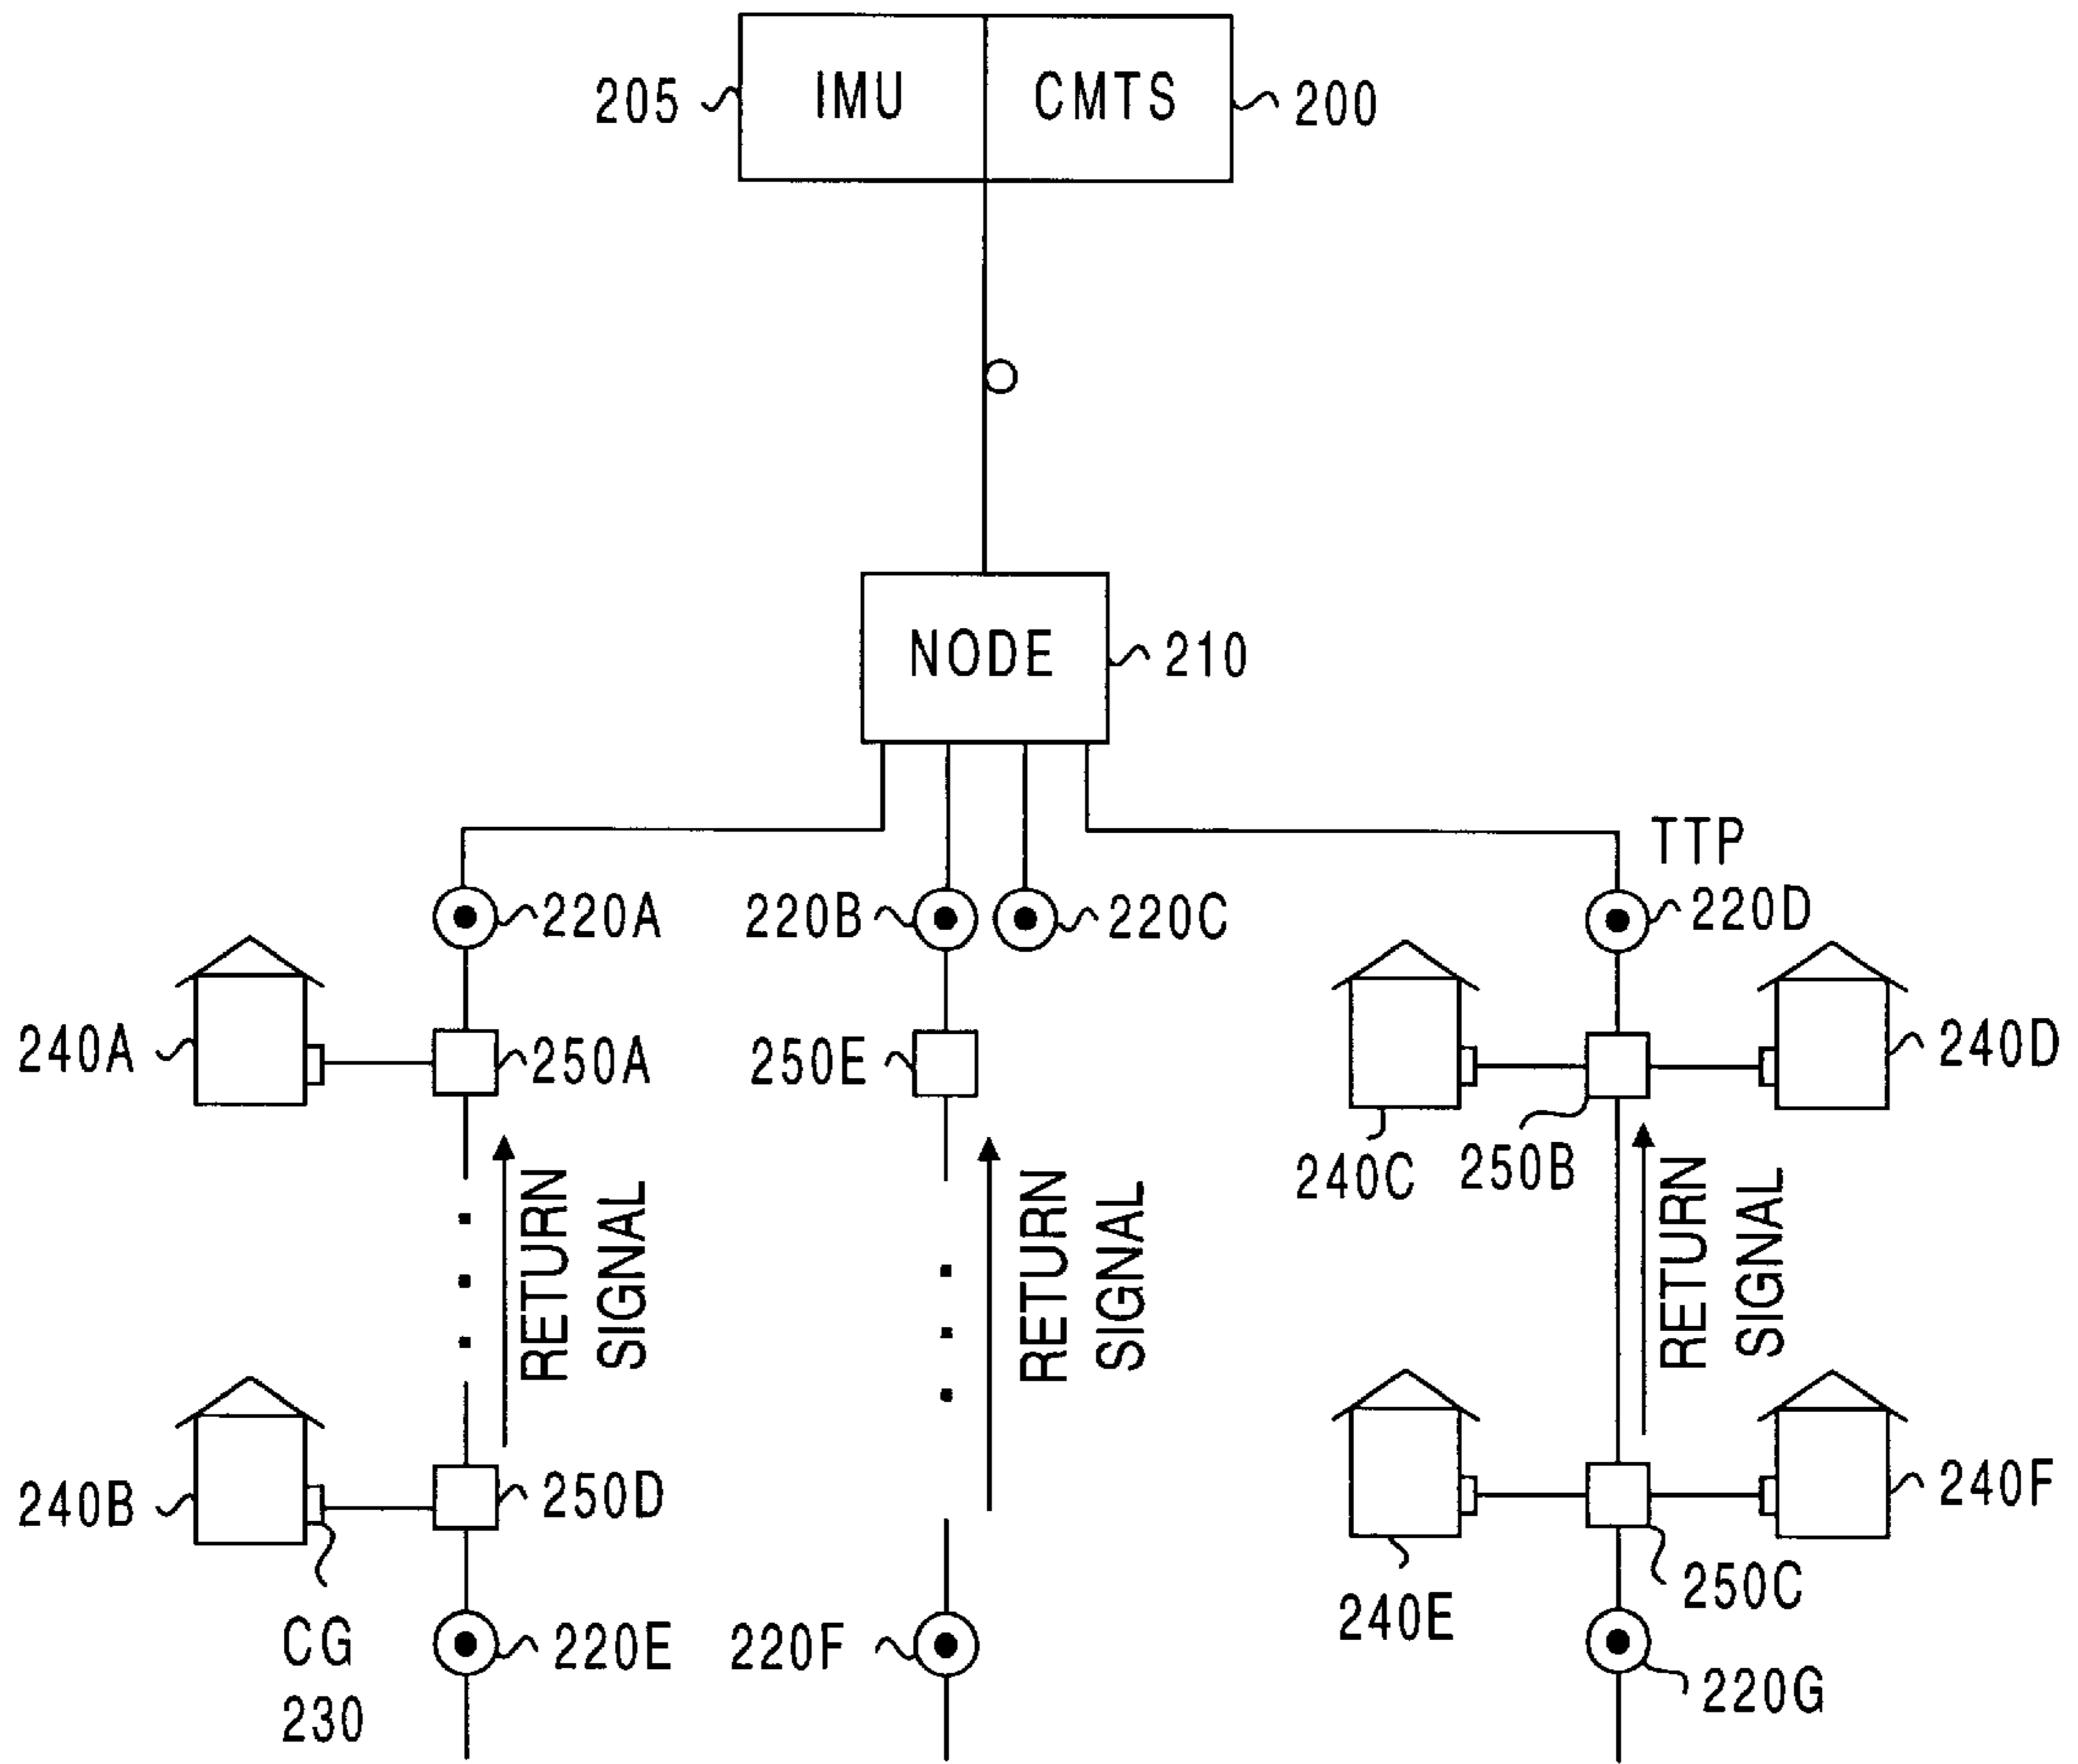 205
IMU
CMTS
200
NODE
210
TTP
220A
220B
220C
220D
240A
250A
250E
240D
240C
250B
RETURN
SIGNAL
RETURN
SIGNAL
RETURN
SIGNAL
240B
250D
240F
240E
250C
CG
230
220E
220F
220G